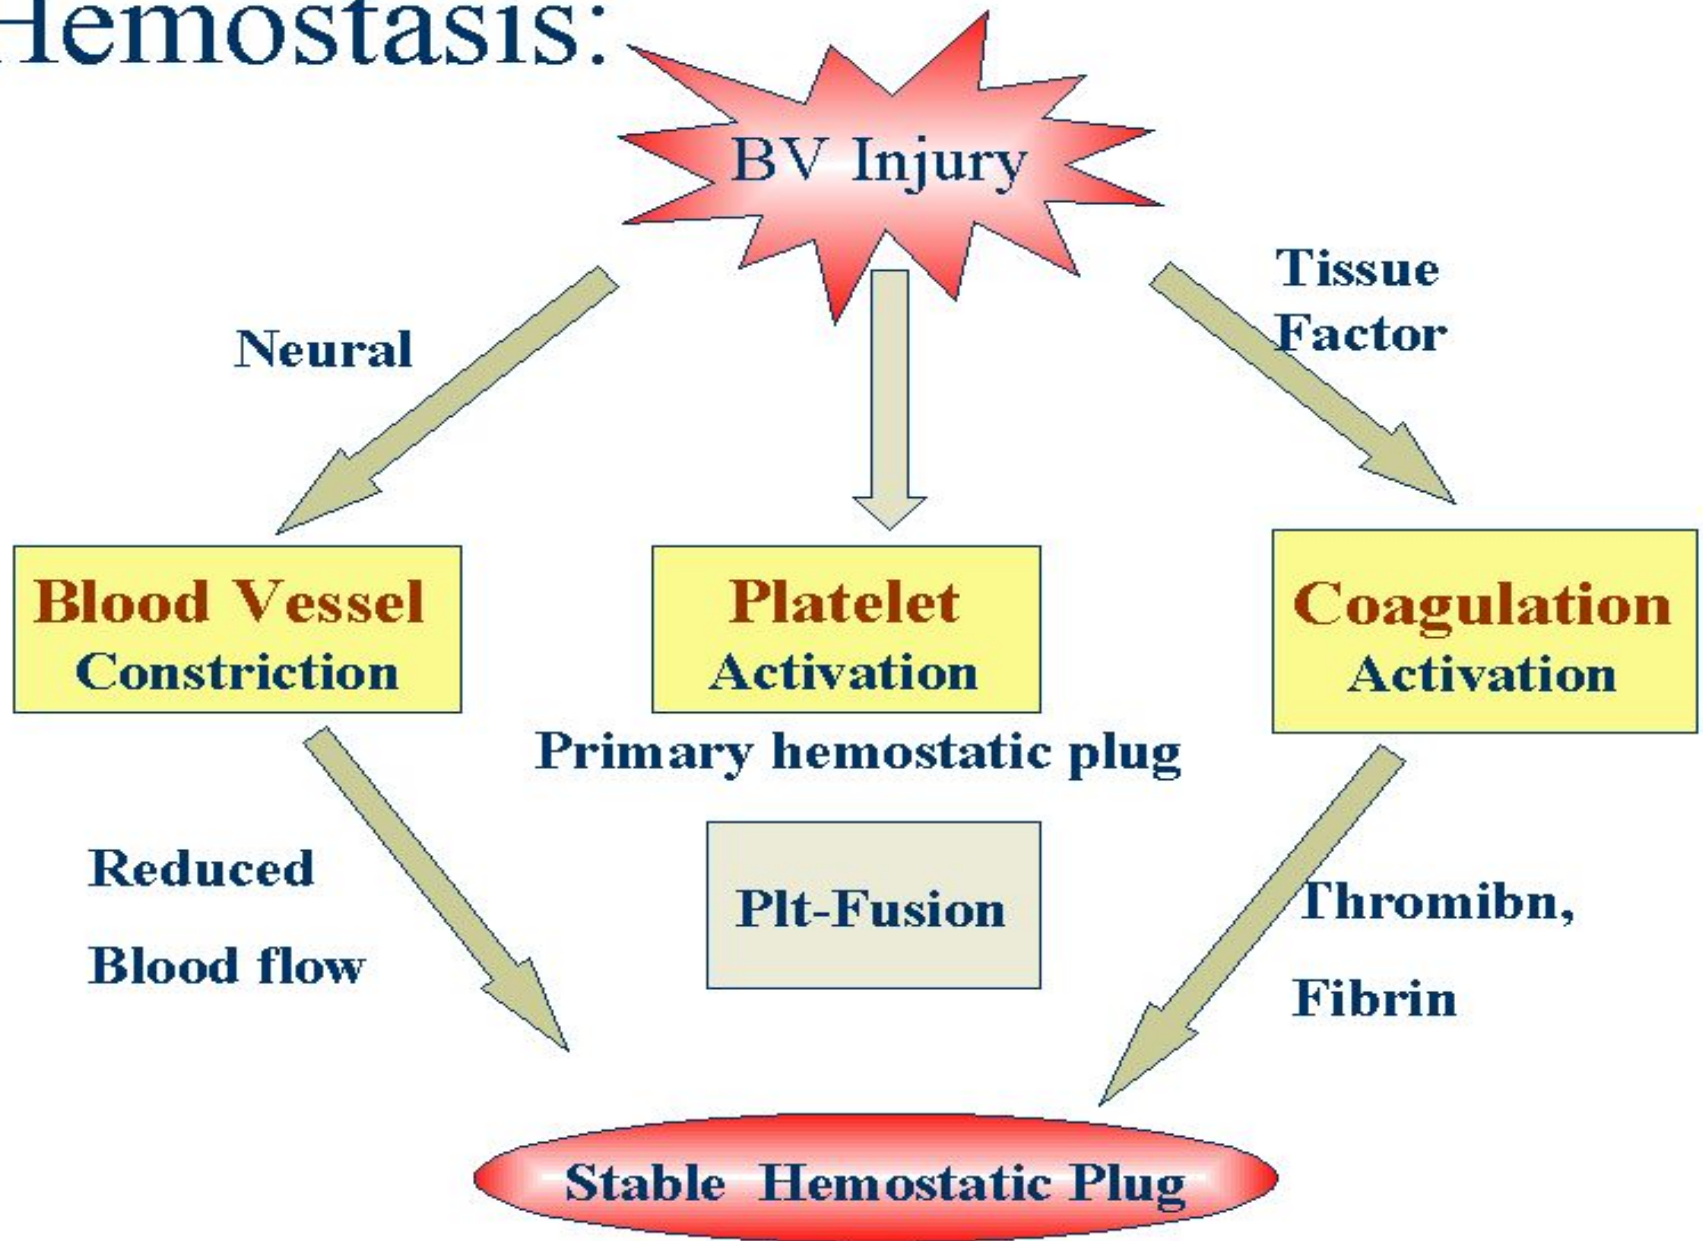 Hemostasis:
BV Injury
Neural
Tissue
Factor
Blood Vessel
Constriction
Platelet
Activation
Coagulation
Activation
Primary hemostatic plug
Reduced
Blood flow
Plt-Fusion
Thromibn,
Fibrin
Stable Hemostatic Plug